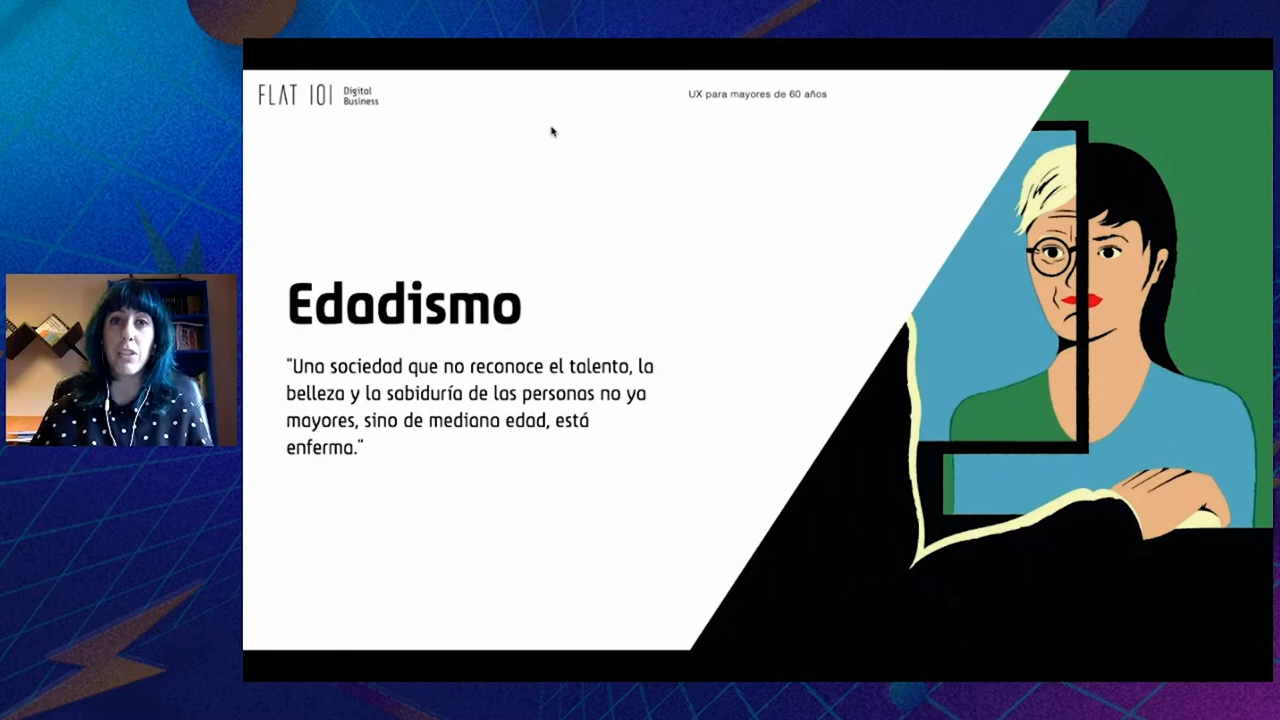 FLAT 101
Digital
Business
UX para mayores de 60 años
Edadismo
"Una sociedad que no reconoce el talento, la
belleza y la sabiduría de las personas no ya
mayores, sino de mediana edad, está
enferma."